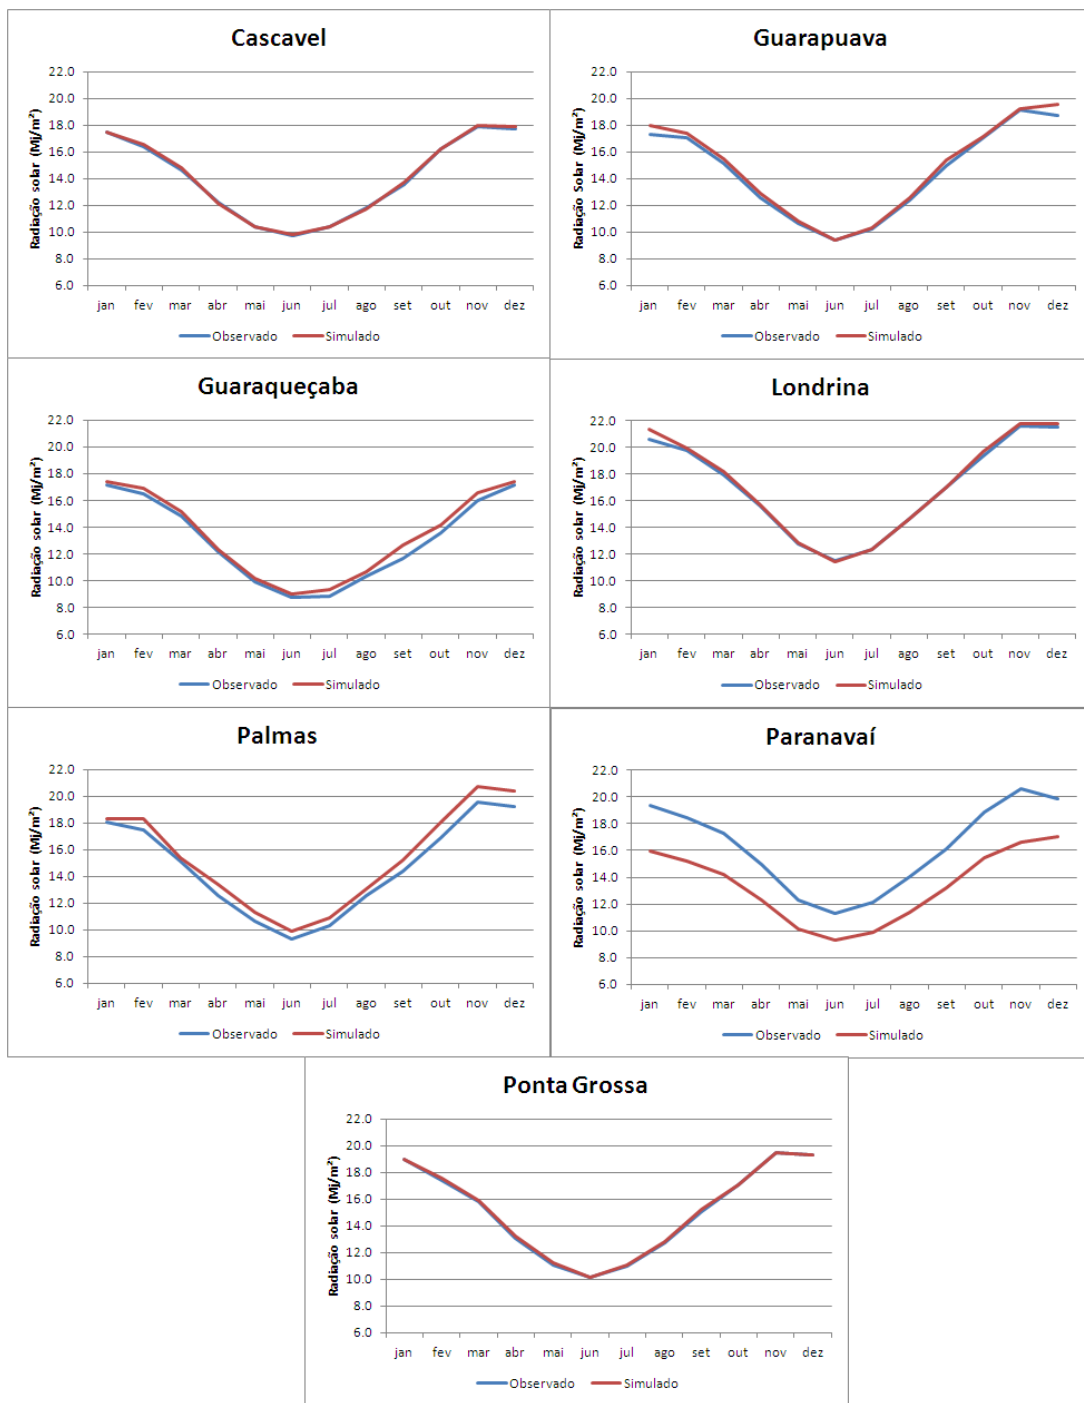 Cascavel
Radiação solar (Mj/m²)
22.0
20.0
18.0
16.0
14.0
12.0
10.0
8.0
6.0
jan fev mar abr mai jun jul ago set out nov dez
Observado Simulado
Guarapuava
Radiação Solar (Mj/m²)
22.0
20.0
18.0
16.0
14.0
12.0
10.0
8.0
6.0
jan fev mar abr mai jun jul ago set out nov dez
Observado Simulado
Guaraqueçaba
Radiação solar (Mj/m²)
22.0
20.0
18.0
16.0
14.0
12.0
10.0
8.0
6.0
jan fev mar abr mai jun jul ago set out nov dez
Observado Simulado
Londrina
Radiação solar (Mj/m²)
22.0
20.0
18.0
16.0
14.0
12.0
10.0
8.0
6.0
jan fev mar abr mai jun jul ago set out nov dez
Observado Simulado
Palmas
Radiação solar (Mj/m²)
22.0
20.0
18.0
16.0
14.0
12.0
10.0
8.0
6.0
jan fev mar abr mai jun jul ago set out nov dez
Observado Simulado
Paranavaí
Radiação solar (Mj/m²)
22.0
20.0
18.0
16.0
14.0
12.0
10.0
8.0
6.0
jan fev mar abr mai jun jul ago set out nov dez
Observado Simulado
Ponta Grossa
Radiação solar (Mj/m²)
22.0
20.0
18.0
16.0
14.0
12.0
10.0
8.0
6.0
jan fev mar abr mai jun jul ago set out nov dez
Observado Simulado